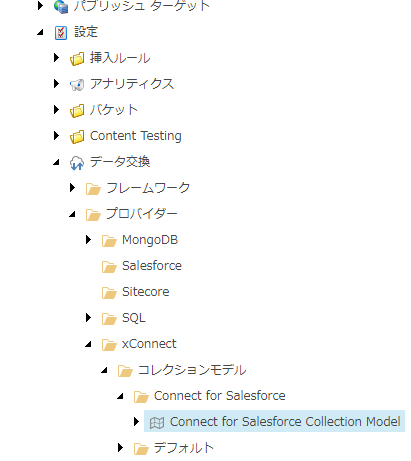 パブリッシュ ターゲット
設定
挿入ルール
アナリティクス
バケット
Content Testing
データ交換
フレームワーク
プロバイダー
MongoDB
Salesforce
Sitecore
SQL
xConnect
コレクションモデル
Connect for Salesforce
Connect for Salesforce Collection Model
デフォルト